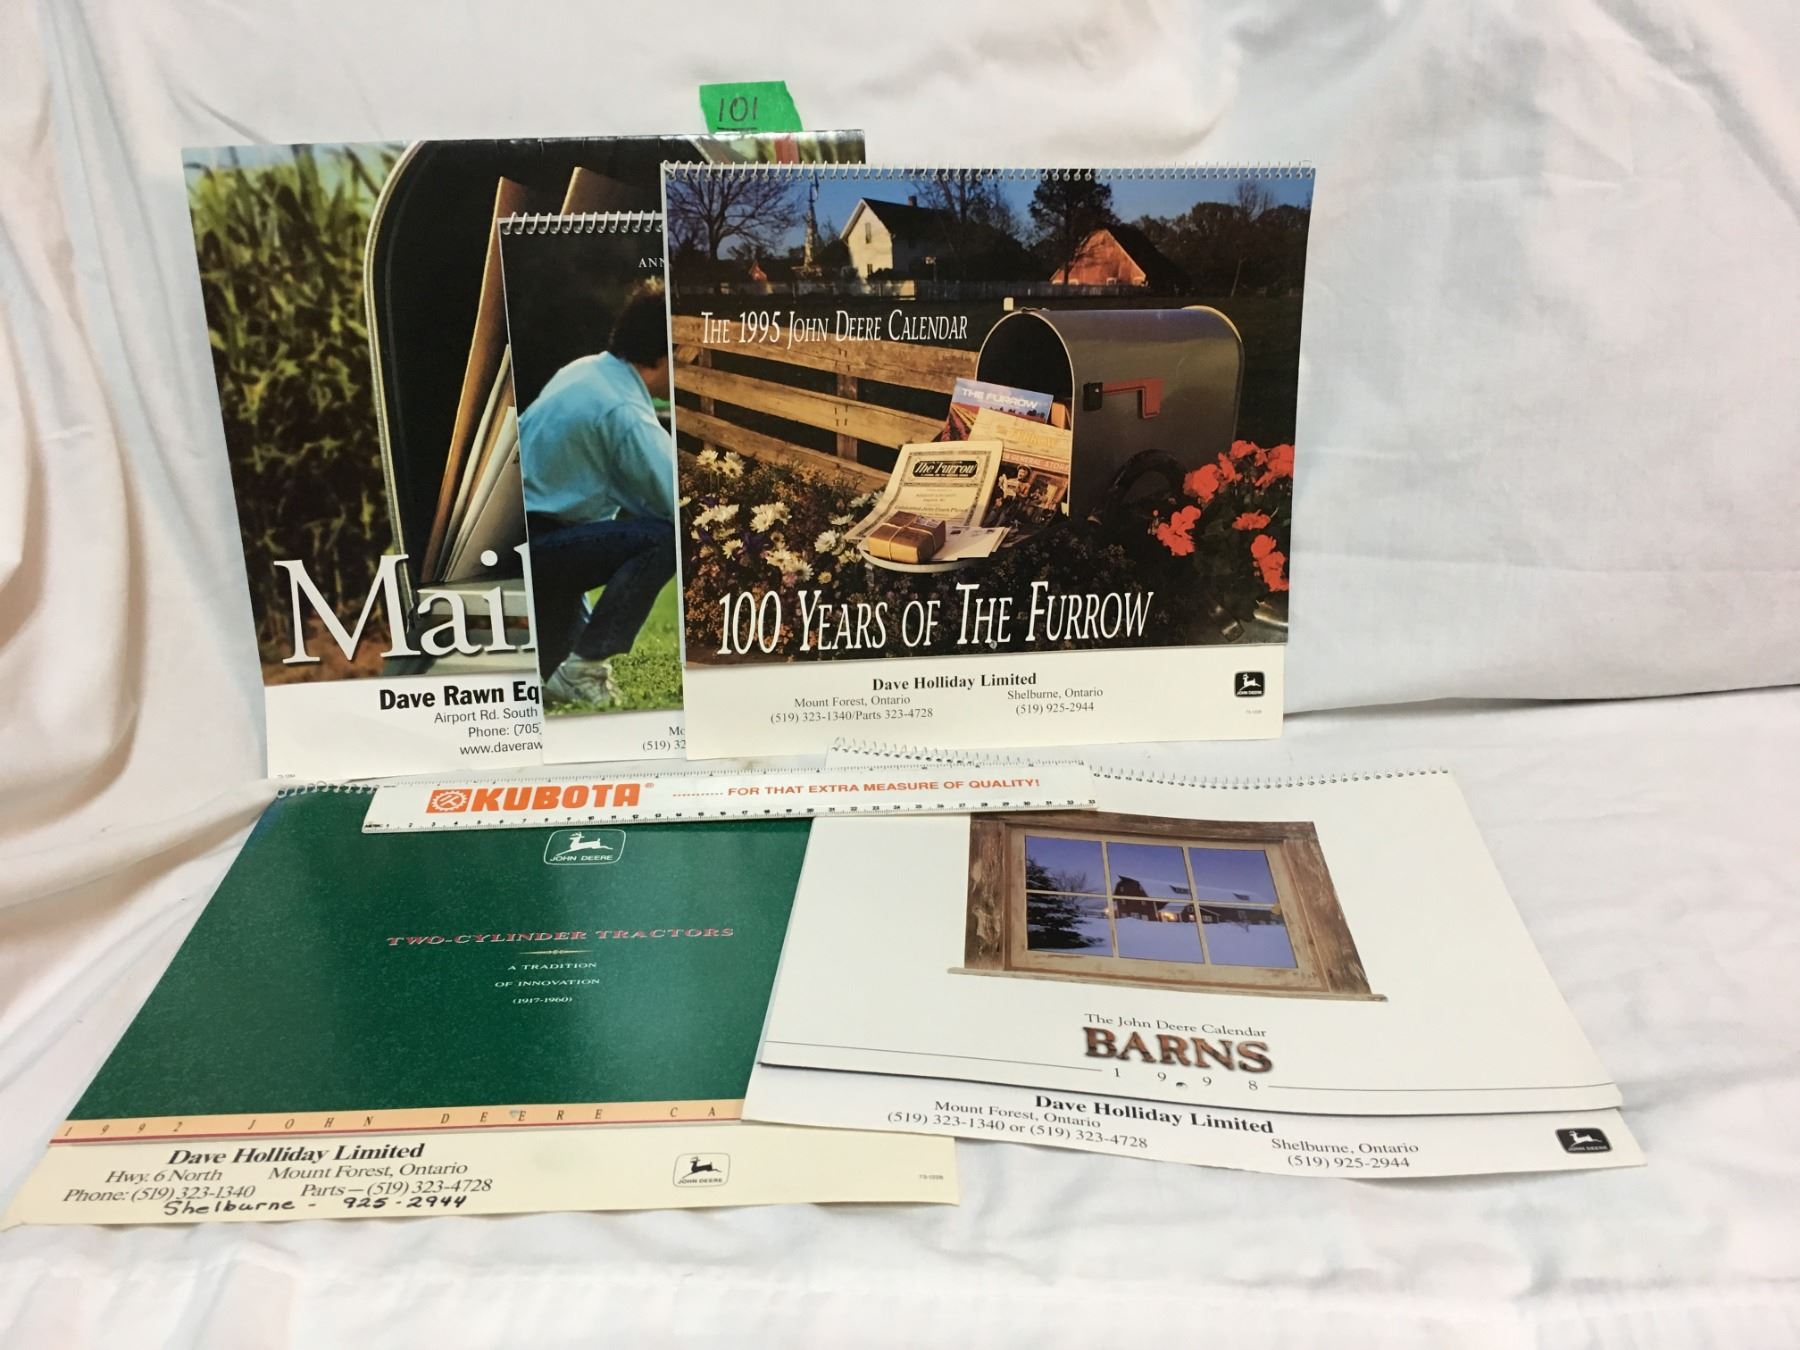 101
Mail
Dave Rawn Eq
Airport Rd. South
Phone: (705)
www.daveraw
ANN
Mo
(519) 32
THE 1995 JOHN DEERE CALENDAR
THE FURROW
The Furrow
GENERAL STORE
100 YEARS OF THE FURROW
Dave Holliday Limited
Mount Forest, Ontario
(519) 323-1340/Parts 323-4728
Shelburne, Ontario
(519) 925-2944
JOHN DEERE
KUBOTA® ........... FOR THAT EXTRA MEASURE OF QUALITY!
JOHN DEERE
TWO-CYLINDER TRACTORS
A TRADITION
OF INNOVATION
(1917-1960)
1992 JOHN DEERE CA
Dave Holliday Limited
Hwy. 6 North Mount Forest, Ontario
Phone: (519) 323-1340 Parts — (519) 323-4728
Shelburne - 925-2944
JOHN DEERE
The John Deere Calendar
BARNS
1998
Dave Holliday Limited
Mount Forest, Ontario
(519) 323-1340 or (519) 323-4728
Shelburne, Ontario
(519) 925-2944
JOHN DEERE